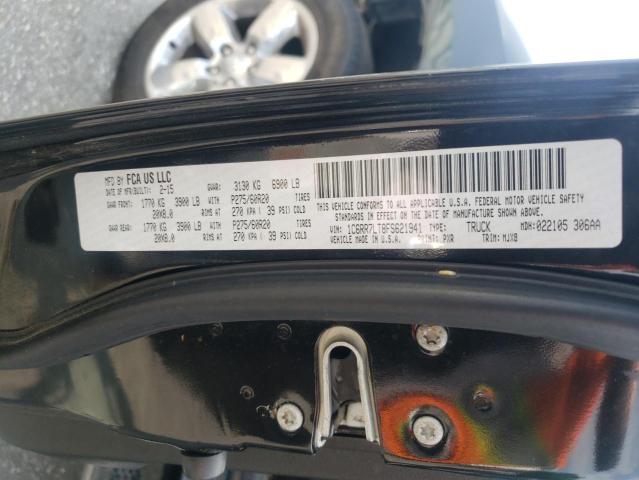 MFD BY FCA US LLC GVWR: 3130 KG 6900 LB
DATE OF MFR(BUILT): 2-15
GAWR FRONT: 1770 KG 3900 LB WITH P275/60R20 TIRES
20X8.0 RIMS AT 270 KPA ( 39 PSI) COLD
GAWR REAR: 1770 KG 3900 LB WITH P275/60R20 TIRES
20X8.0 RIMS AT 270 KPA ( 39 PSI) COLD
THIS VEHICLE CONFORMS TO ALL APPLICABLE U.S.A. FEDERAL MOTOR VEHICLE SAFETY
STANDARDS IN EFFECT ON THE DATE OF MANUFACTURE SHOWN ABOVE.
VIN: 1C6RR7LT8FS621941 TYPE: TRUCK MDH: 022105 306AA
VEHICLE MADE IN U.S.A. PAINT: PXR TRIM: MJX8